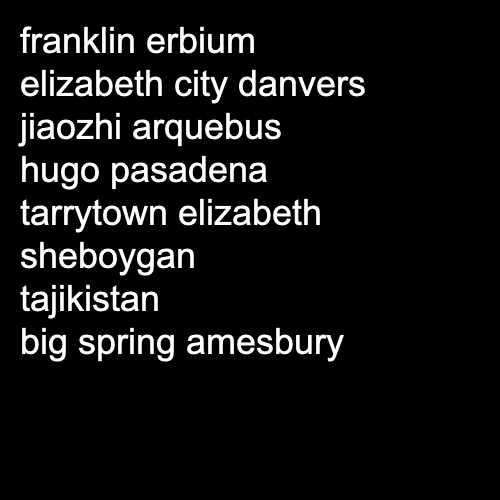 franklin erbium
elizabeth city danvers
jiaozhi arquebus
hugo pasadena
tarrytown elizabeth
sheboygan
tajikistan
big spring amesbury